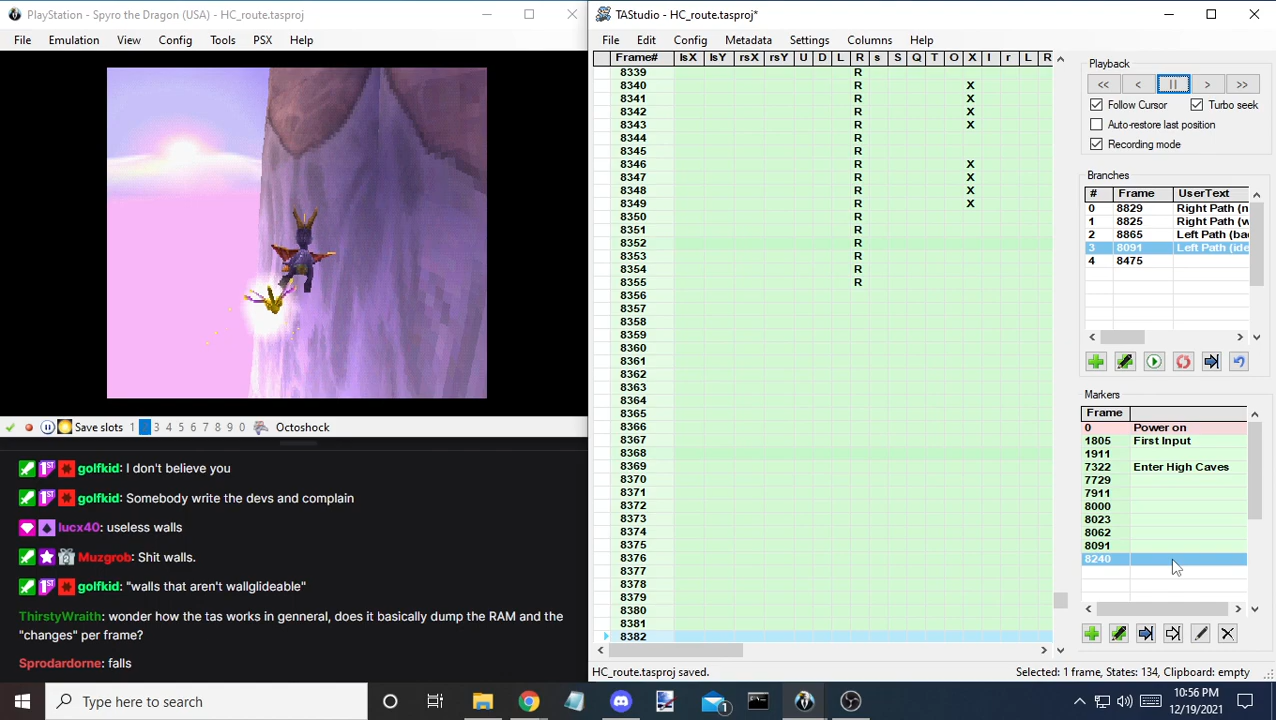 PlayStation - Spyro the Dragon (USA) - HC_route.tasproj
File Emulation View Config Tools PSX Help
Save slots 1 2 3 4 5 6 7 8 9 0 Octoshock
golfkid: I don't believe you
golfkid: Somebody write the devs and complain
lucx40: useless walls
Muzgrob: Shit walls.
golfkid: "walls that aren't wallglideable"
ThirstyWraith: wonder how the tas works in genneral, does it basically dump the RAM and the
"changes" per frame?
Sprodardorne: falls
TAStudio - HC_route.tasproj*
File Edit Config Metadata Settings Columns Help
Frame# lsX lsY rsX rsY U D L R s S Q T O X l r L R
8339 R
8340 R X
8341 R X
8342 R X
8343 R X
8344 R
8345 R
8346 R X
8347 R X
8348 R X
8349 R X
8350 R
8351 R
8352 R
8353 R
8354 R
8355 R
8356
8357
8358
8359
8360
8361
8362
8363
8364
8365
8366
8367
8368
8369
8370
8371
8372
8373
8374
8375
8376
8377
8378
8379
8380
8381
8382
HC_route.tasproj saved.
Selected: 1 frame, States: 134, Clipboard: empty
Playback
<< < || > >>
Follow Cursor Turbo seek
Auto-restore last position
Recording mode
Branches
# Frame UserText
0 8829 Right Path (n
1 8825 Right Path (w
2 8865 Left Path (ba
3 8091 Left Path (ide
4 8475
Markers
Frame
0 Power on
1805 First Input
1911
7322 Enter High Caves
7729
7911
8000
8023
8062
8091
8240
Type here to search
1
10:56 PM
12/19/2021